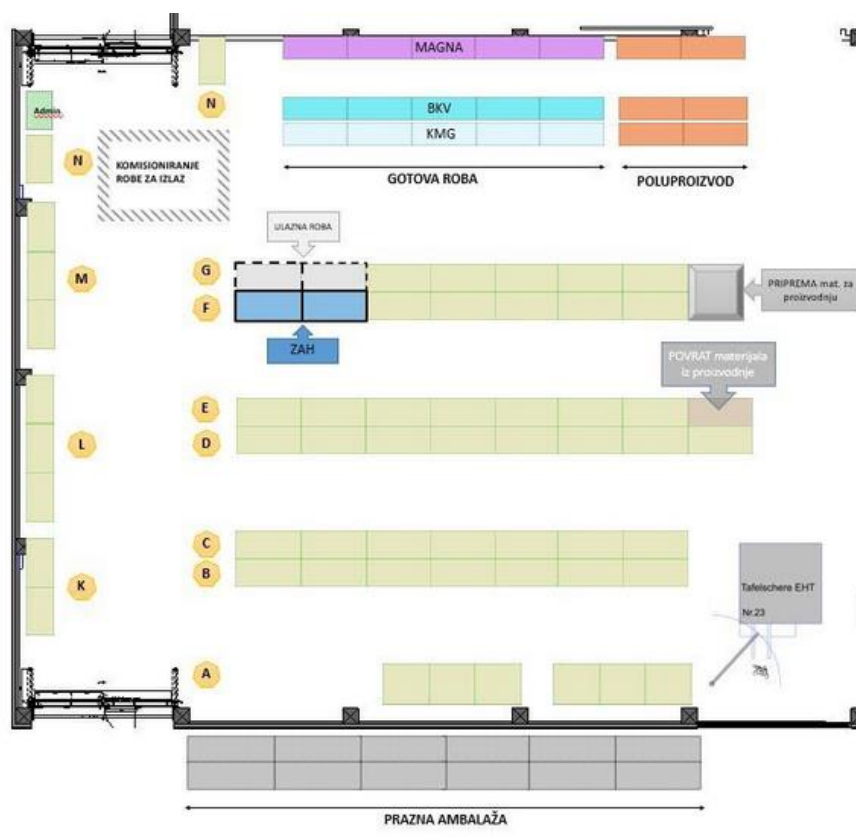 MAGNA
Admin
N
BKV
KMG
N
KOMISIONIRANJE
ROBE ZA IZLAZ
GOTOVA ROBA
POLUPROIZVOD
ULAZNA ROBA
M
G
F
PRIPREMA mat. za
proizvodnju
ZAH
POVRAT materijala
iz proizvodnje
E
L
D
C
B
K
Tafelschere EHT
Nr.23
A
PRAZNA AMBALAŽA